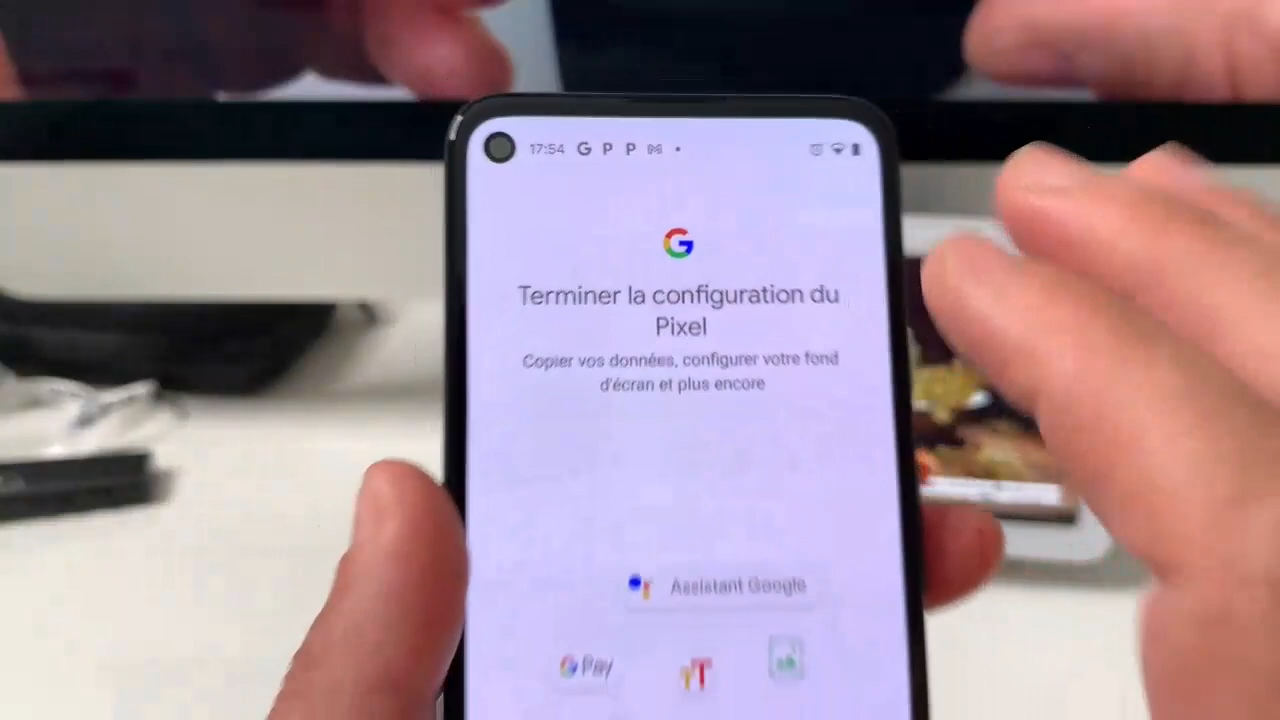 17:54 G P P M
G
Terminer la configuration du
Pixel
Copier vos données, configurer votre fond
d'écran et plus encore
Assistant Google
G Pay
TT